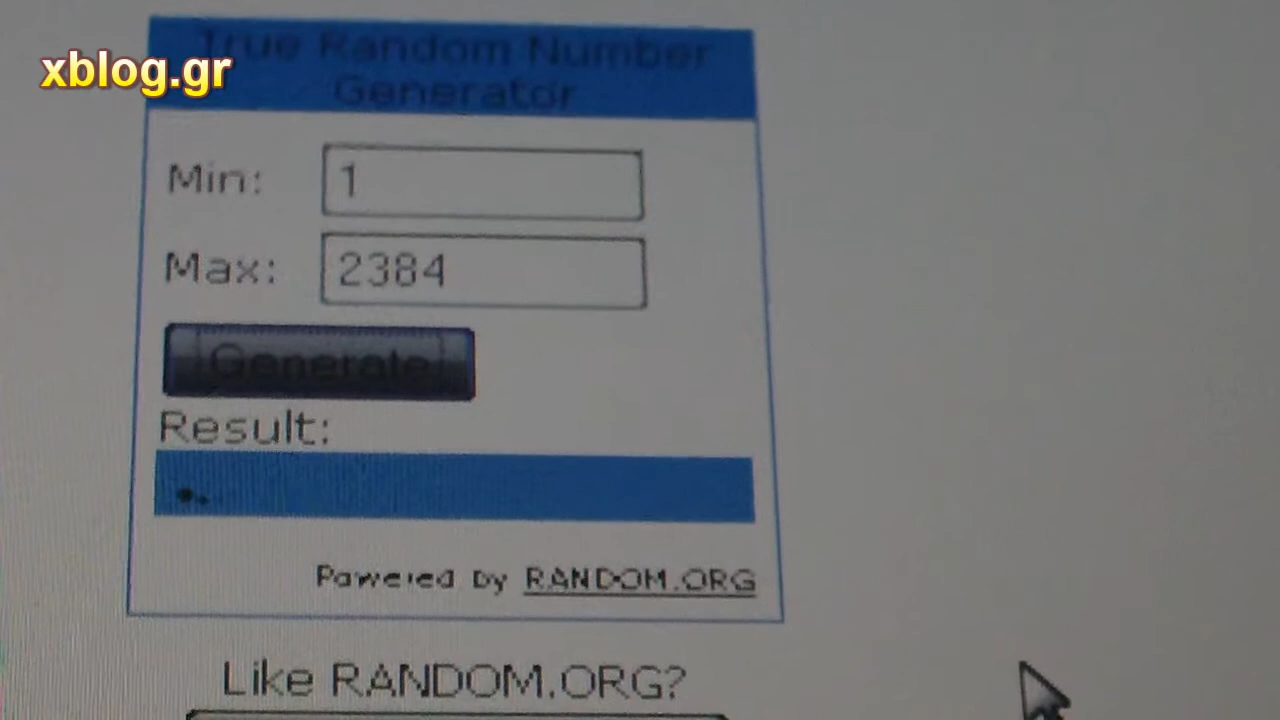 xblog.gr
True Random Number
Generator
Min: 1
Max: 2384
Generate
Result:
Powered by RANDOM.ORG
Like RANDOM.ORG?